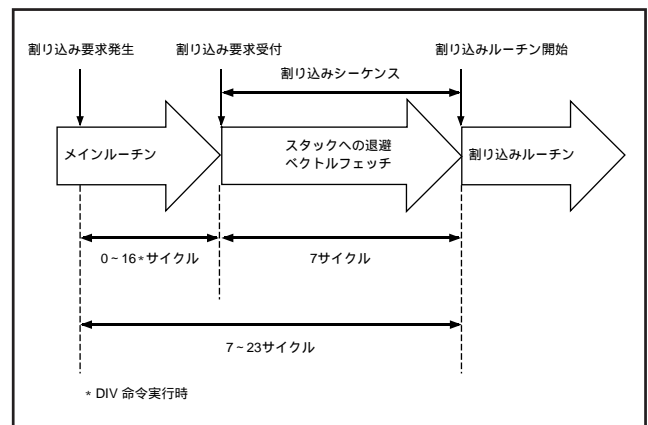 割り込み要求発生
割り込み要求受付
割り込みルーチン開始
割り込みシーケンス
メインルーチン
スタックへの退避
ベクトルフェッチ
割り込みルーチン
0~16*サイクル
7サイクル
7~23サイクル
* DIV 命令実行時